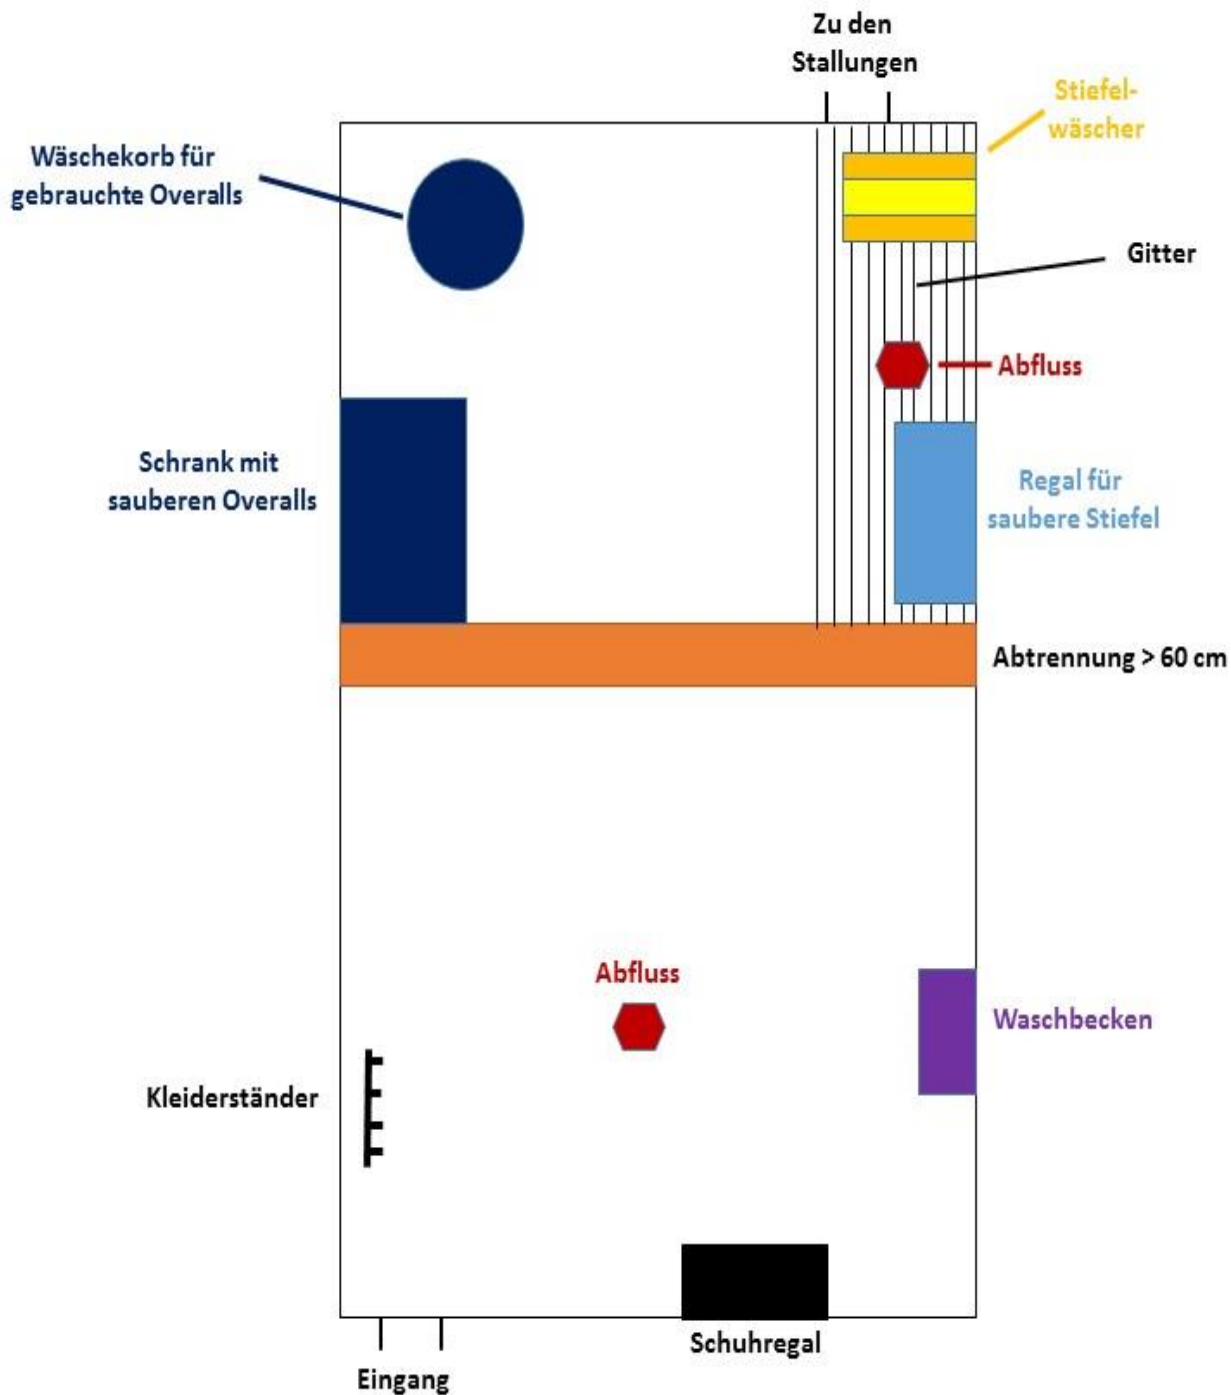 Zu den
Stallungen
Stiefel-
wäscher
Wäschekorb für
gebrauchte Overalls
Gitter
Abfluss
Schrank mit
sauberen Overalls
Regal für
saubere Stiefel
Abtrennung > 60 cm
Abfluss
Waschbecken
Kleiderständer
Schuhregal
Eingang